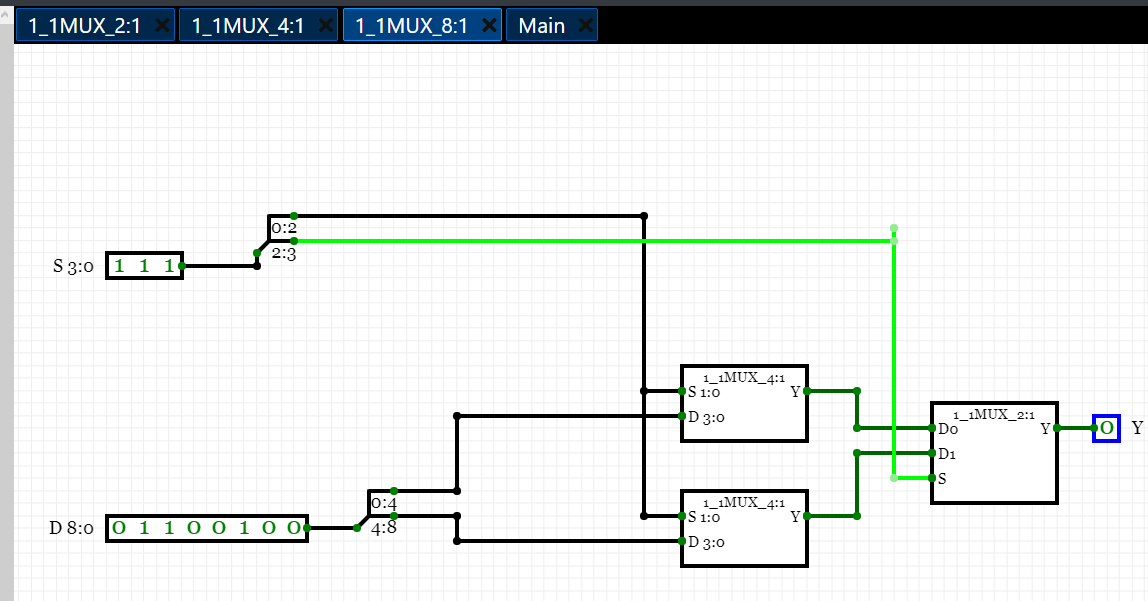 1_1MUX_2:1
1_1MUX_4:1
1_1MUX_8:1
Main
0:2
2:3
S 3:0
1 1 1
1_1MUX_4:1
S 1:0
Y
D 3:0
1_1MUX_2:1
D0
Y
0
Y
D1
S
0:4
4:8
D 8:0
0 1 1 0 0 1 0 0
1_1MUX_4:1
S 1:0
Y
D 3:0